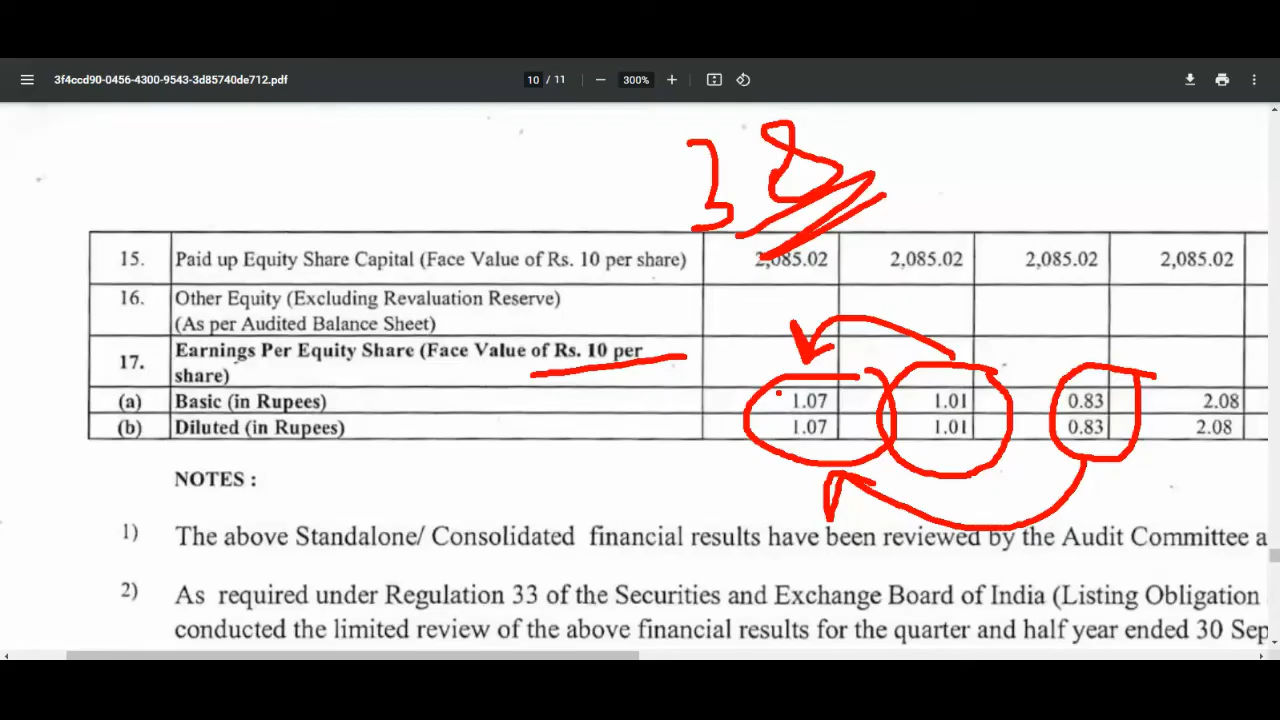 3f4ccd90-0456-4300-9543-3d85740de712.pdf 10 / 11 300%
38
15. Paid up Equity Share Capital (Face Value of Rs. 10 per share) 2,085.02 2,085.02 2,085.02 2,085.02
16. Other Equity (Excluding Revaluation Reserve)
(As per Audited Balance Sheet)
17. Earnings Per Equity Share (Face Value of Rs. 10 per
share)
(a) Basic (in Rupees) 1.07 1.01 0.83 2.08
(b) Diluted (in Rupees) 1.07 1.01 0.83 2.08
NOTES :
1) The above Standalone/ Consolidated financial results have been reviewed by the Audit Committee a
2) As required under Regulation 33 of the Securities and Exchange Board of India (Listing Obligation
conducted the limited review of the above financial results for the quarter and half year ended 30 Sep